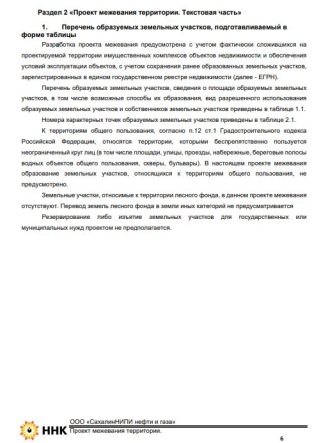 Раздел 2 «Проект межевания территории. Текстовая часть»
1. Перечень образуемых земельных участков, подготавливаемый в
форме таблицы
Разработка проекта межевания предусмотрена с учетом фактически сложившихся на
проектируемой территории имущественных комплексов объектов недвижимости и обеспечения
условий эксплуатации объектов, с учетом сохранения ранее образованных земельных участков,
зарегистрированных в едином государственном реестре недвижимости (далее - ЕГРН).
Перечень образуемых земельных участков, сведения о площади образуемых земельных
участков, в том числе возможные способы их образования, вид разрешенного использования
образуемых земельных участков и собственников земельных участков приведены в таблице 1.1.
Номера характерных точек образуемых земельных участков приведены в таблице 2.1.
К территориям общего пользования, согласно п.12 ст.1 Градостроительного кодекса
Российской Федерации, относятся территории, которыми беспрепятственно пользуется
неограниченный круг лиц (в том числе площади, улицы, проезды, набережные, береговые полосы
водных объектов общего пользования, скверы, бульвары). В настоящем проекте межевания
образование земельных участков, относящихся к территориям общего пользования, не
предусмотрено.
Земельные участки, относимые к территории лесного фонда, в данном проекте межевания
отсутствуют. Перевод земель лесного фонда в земли иных категорий не предусматривается
Резервирование либо изъятие земельных участков для государственных или
муниципальных нужд проектом не предполагается.
ННК
ООО «СахалинНИПИ нефти и газа»
Проект межевания территории.
6